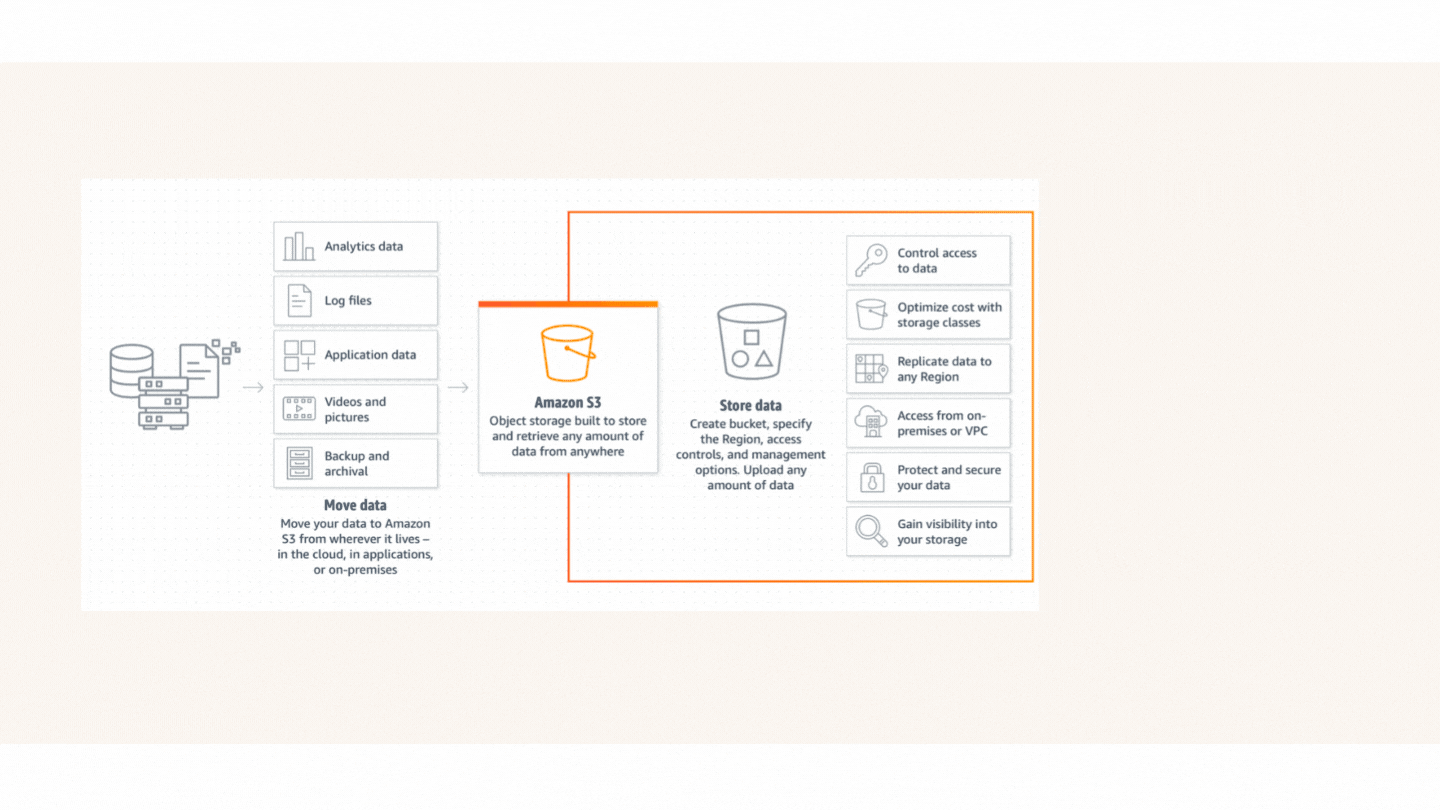 Analytics data
Log files
Application data
Videos and
pictures
Backup and
archival
Move data
Move your data to Amazon
S3 from wherever it lives –
in the cloud, in applications,
or on-premises
Amazon S3
Object storage built to store
and retrieve any amount of
data from anywhere
Store data
Create bucket, specify
the Region, access
controls, and management
options. Upload any
amount of data
Control access
to data
Optimize cost with
storage classes
Replicate data to
any Region
Access from on-
premises or VPC
Protect and secure
your data
Gain visibility into
your storage